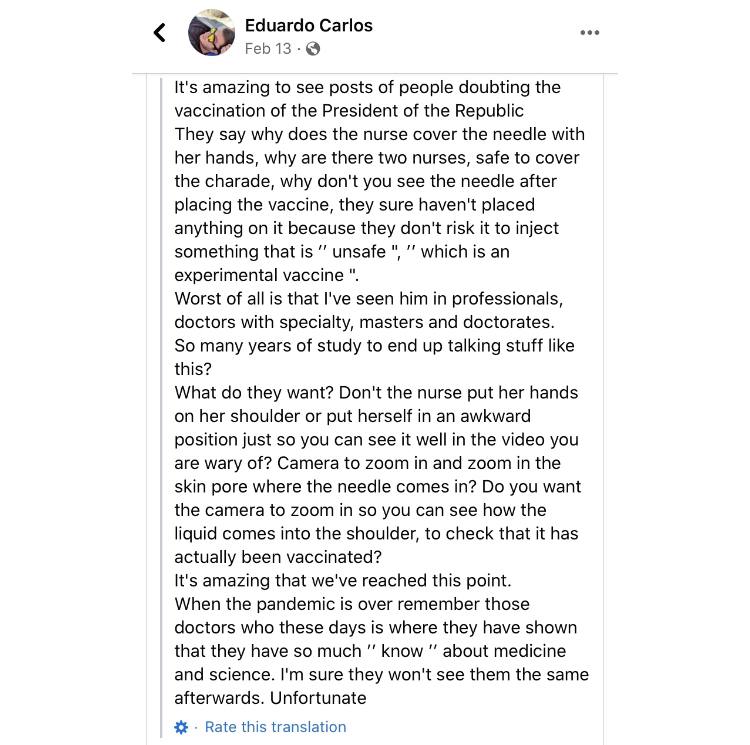 Eduardo Carlos
Feb 13 ·
It's amazing to see posts of people doubting the
vaccination of the President of the Republic
They say why does the nurse cover the needle with
her hands, why are there two nurses, safe to cover
the charade, why don't you see the needle after
placing the vaccine, they sure haven't placed
anything on it because they don't risk it to inject
something that is ’’ unsafe ", ’’ which is an
experimental vaccine ".
Worst of all is that I've seen him in professionals,
doctors with specialty, masters and doctorates.
So many years of study to end up talking stuff like
this?
What do they want? Don't the nurse put her hands
on her shoulder or put herself in an awkward
position just so you can see it well in the video you
are wary of? Camera to zoom in and zoom in the
skin pore where the needle comes in? Do you want
the camera to zoom in so you can see how the
liquid comes into the shoulder, to check that it has
actually been vaccinated?
It's amazing that we've reached this point.
When the pandemic is over remember those
doctors who these days is where they have shown
that they have so much ’’ know ’’ about medicine
and science. I'm sure they won't see them the same
afterwards. Unfortunate
· Rate this translation